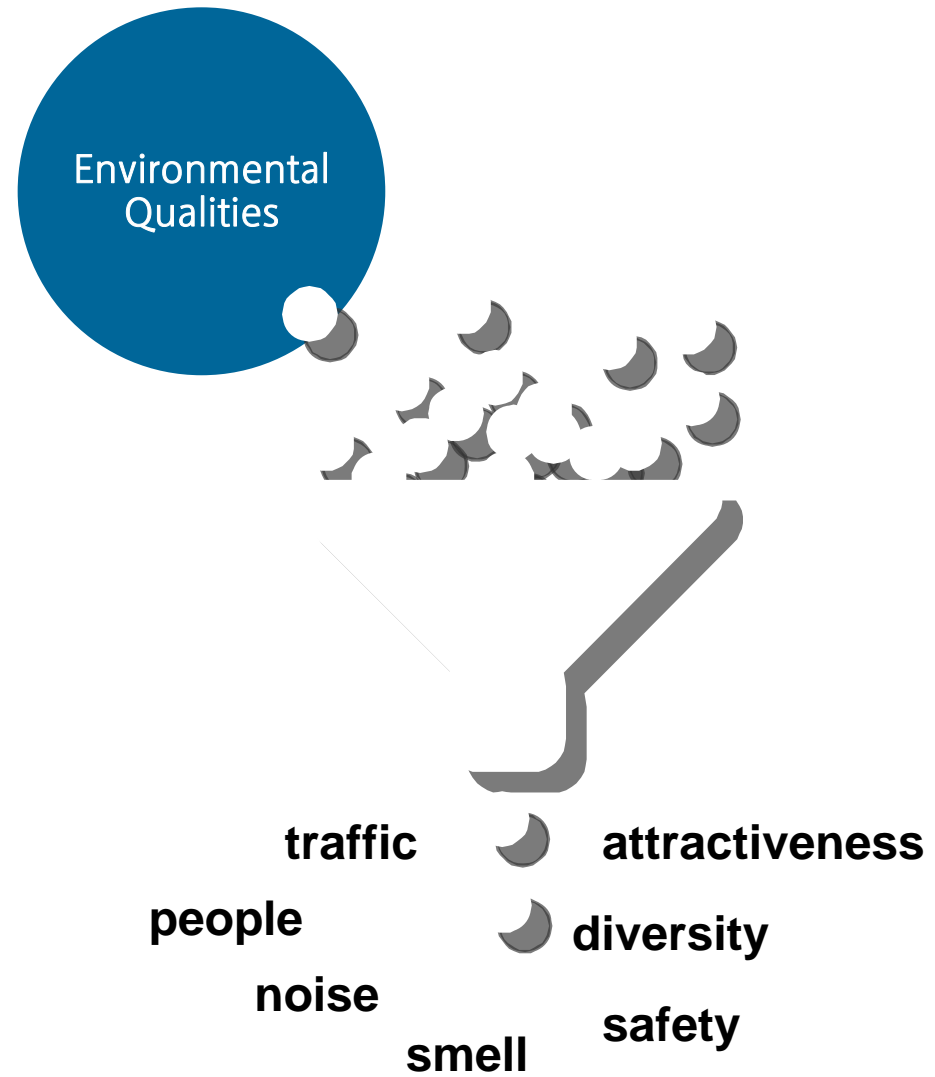 Environmental
Qualities
traffic
attractiveness
people
diversity
noise
safety
smell